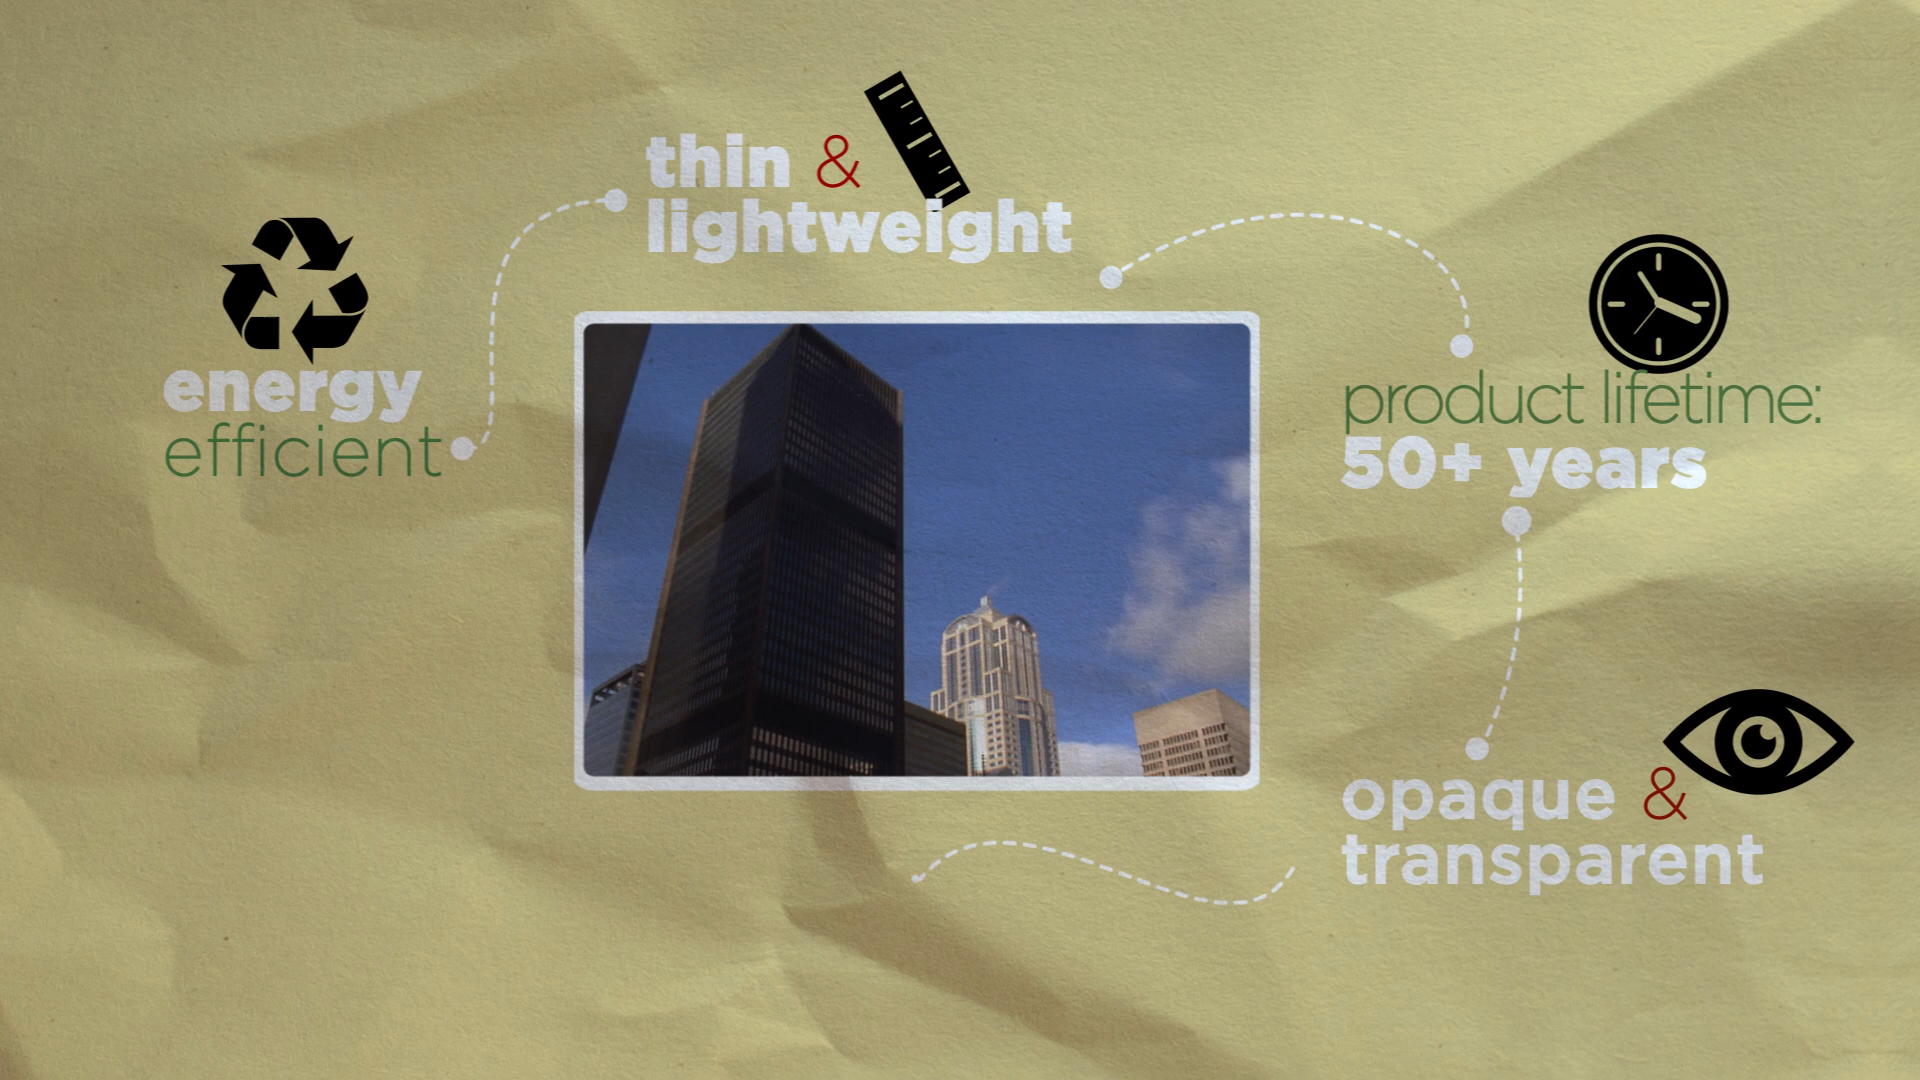 thin &
lightweight
energy
efficient
product lifetime:
50+ years
opaque &
transparent